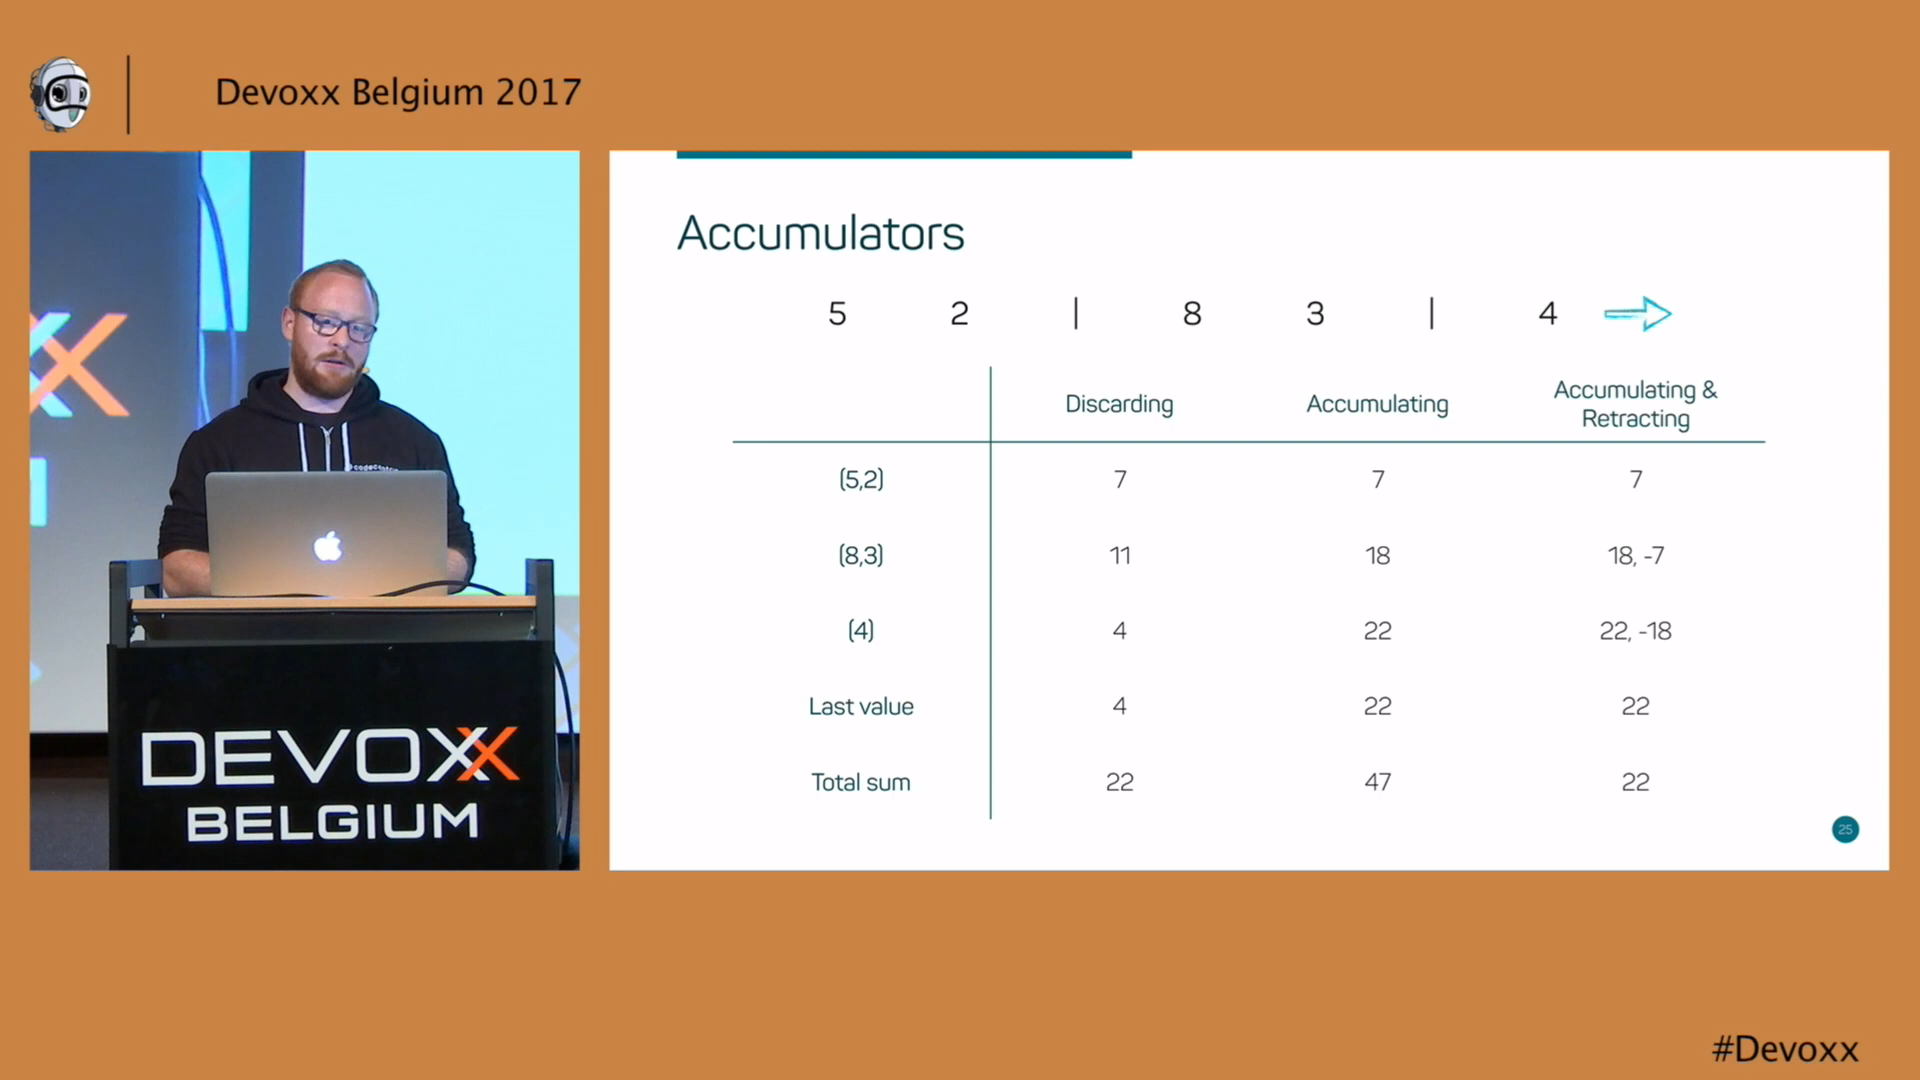 Devoxx Belgium 2017
Accumulators
5 2 | 8 3 | 4
Discarding Accumulating Accumulating & Retracting
(5,2) 7 7 7
(8,3) 11 18 18, -7
(4) 4 22 22, -18
Last value 4 22 22
Total sum 22 47 22
25
DEVOXX
BELGIUM
#Devoxx